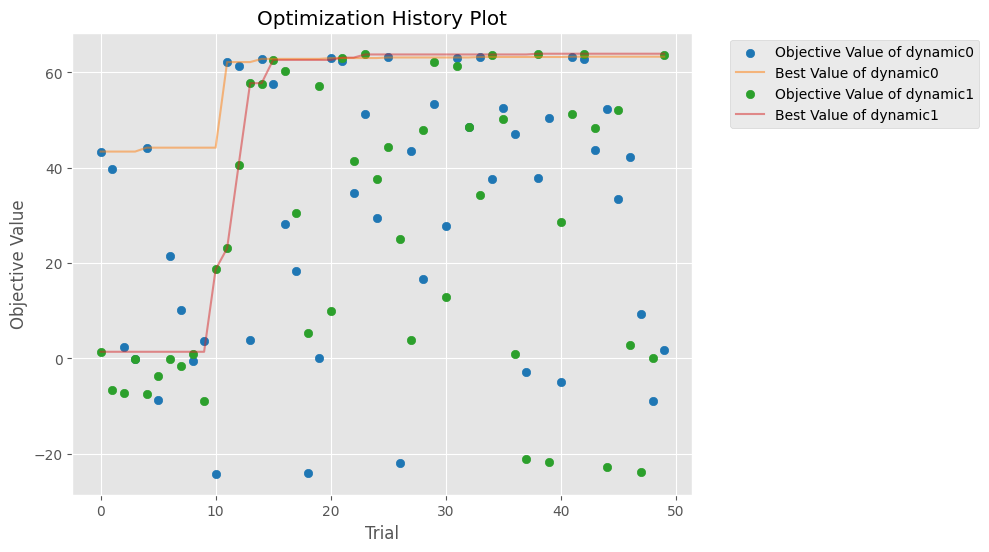 Optimization History Plot
Objective Value of dynamic0
Best Value of dynamic0
Objective Value of dynamic1
Best Value of dynamic1
Objective Value
60
40
20
0
−20
0 10 20 30 40 50
Trial